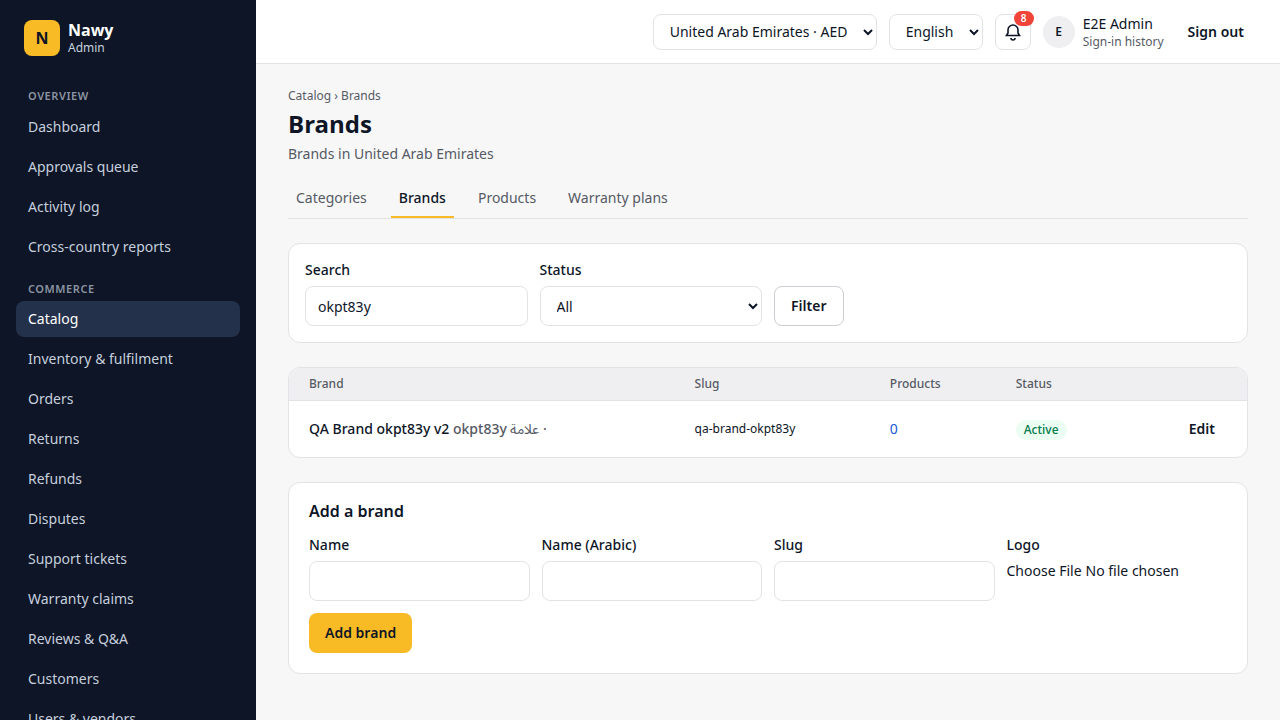 N
Nawy
Admin
OVERVIEW
Dashboard
Approvals queue
Activity log
Cross-country reports
COMMERCE
Catalog
Inventory & fulfilment
Orders
Returns
Refunds
Disputes
Support tickets
Warranty claims
Reviews & Q&A
Customers
Users & vendors
United Arab Emirates · AED
English
8
E
E2E Admin
Sign-in history
Sign out
Catalog › Brands
Brands
Brands in United Arab Emirates
Categories Brands Products Warranty plans
Search Status
okpt83y All Filter
Brand Slug Products Status
QA Brand okpt83y v2 · علامة okpt83y qa-brand-okpt83y 0 Active Edit
Add a brand
Name Name (Arabic) Slug Logo
Choose File No file chosen
Add brand